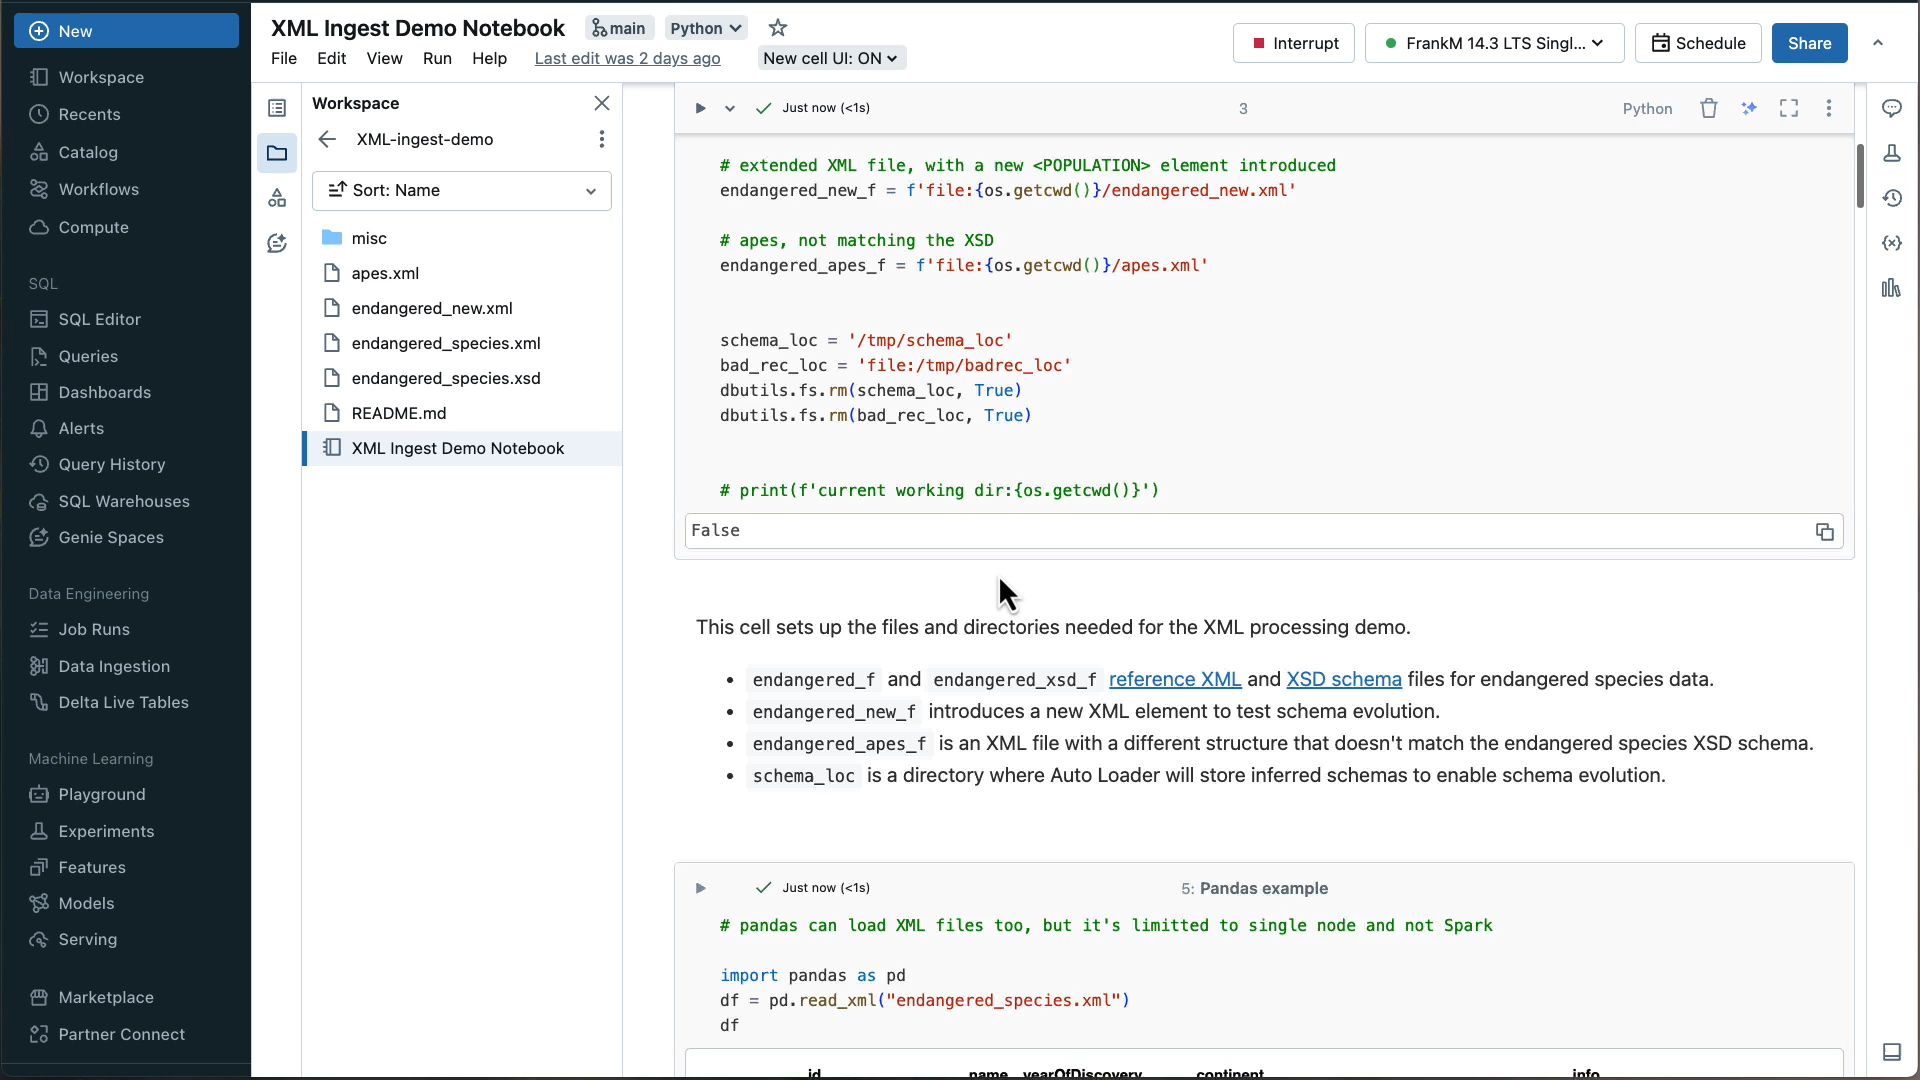 New
Workspace
Recents
Catalog
Workflows
Compute
SQL
SQL Editor
Queries
Dashboards
Alerts
Query History
SQL Warehouses
Genie Spaces
Data Engineering
Job Runs
Data Ingestion
Delta Live Tables
Machine Learning
Playground
Experiments
Features
Models
Serving
Marketplace
Partner Connect
XML Ingest Demo Notebook
main
Python
File Edit View Run Help
Last edit was 2 days ago
New cell UI: ON
Interrupt
FrankM 14.3 LTS Singl...
Schedule
Share
Workspace
XML-ingest-demo
Sort: Name
misc
apes.xml
endangered_new.xml
endangered_species.xml
endangered_species.xsd
README.md
XML Ingest Demo Notebook
Just now (<1s)
3
Python
# extended XML file, with a new <POPULATION> element introduced
endangered_new_f = f'file:{os.getcwd()}/endangered_new.xml'
# apes, not matching the XSD
endangered_apes_f = f'file:{os.getcwd()}/apes.xml'
schema_loc = '/tmp/schema_loc'
bad_rec_loc = 'file:/tmp/badrec_loc'
dbutils.fs.rm(schema_loc, True)
dbutils.fs.rm(bad_rec_loc, True)
# print(f'current working dir:{os.getcwd()}')
False
This cell sets up the files and directories needed for the XML processing demo.
• endangered_f and endangered_xsd_f reference XML and XSD schema files for endangered species data.
• endangered_new_f introduces a new XML element to test schema evolution.
• endangered_apes_f is an XML file with a different structure that doesn't match the endangered species XSD schema.
• schema_loc is a directory where Auto Loader will store inferred schemas to enable schema evolution.
Just now (<1s)
5: Pandas example
# pandas can load XML files too, but it's limitted to single node and not Spark
import pandas as pd
df = pd.read_xml("endangered_species.xml")
df
id name yearOfDiscovery continent info